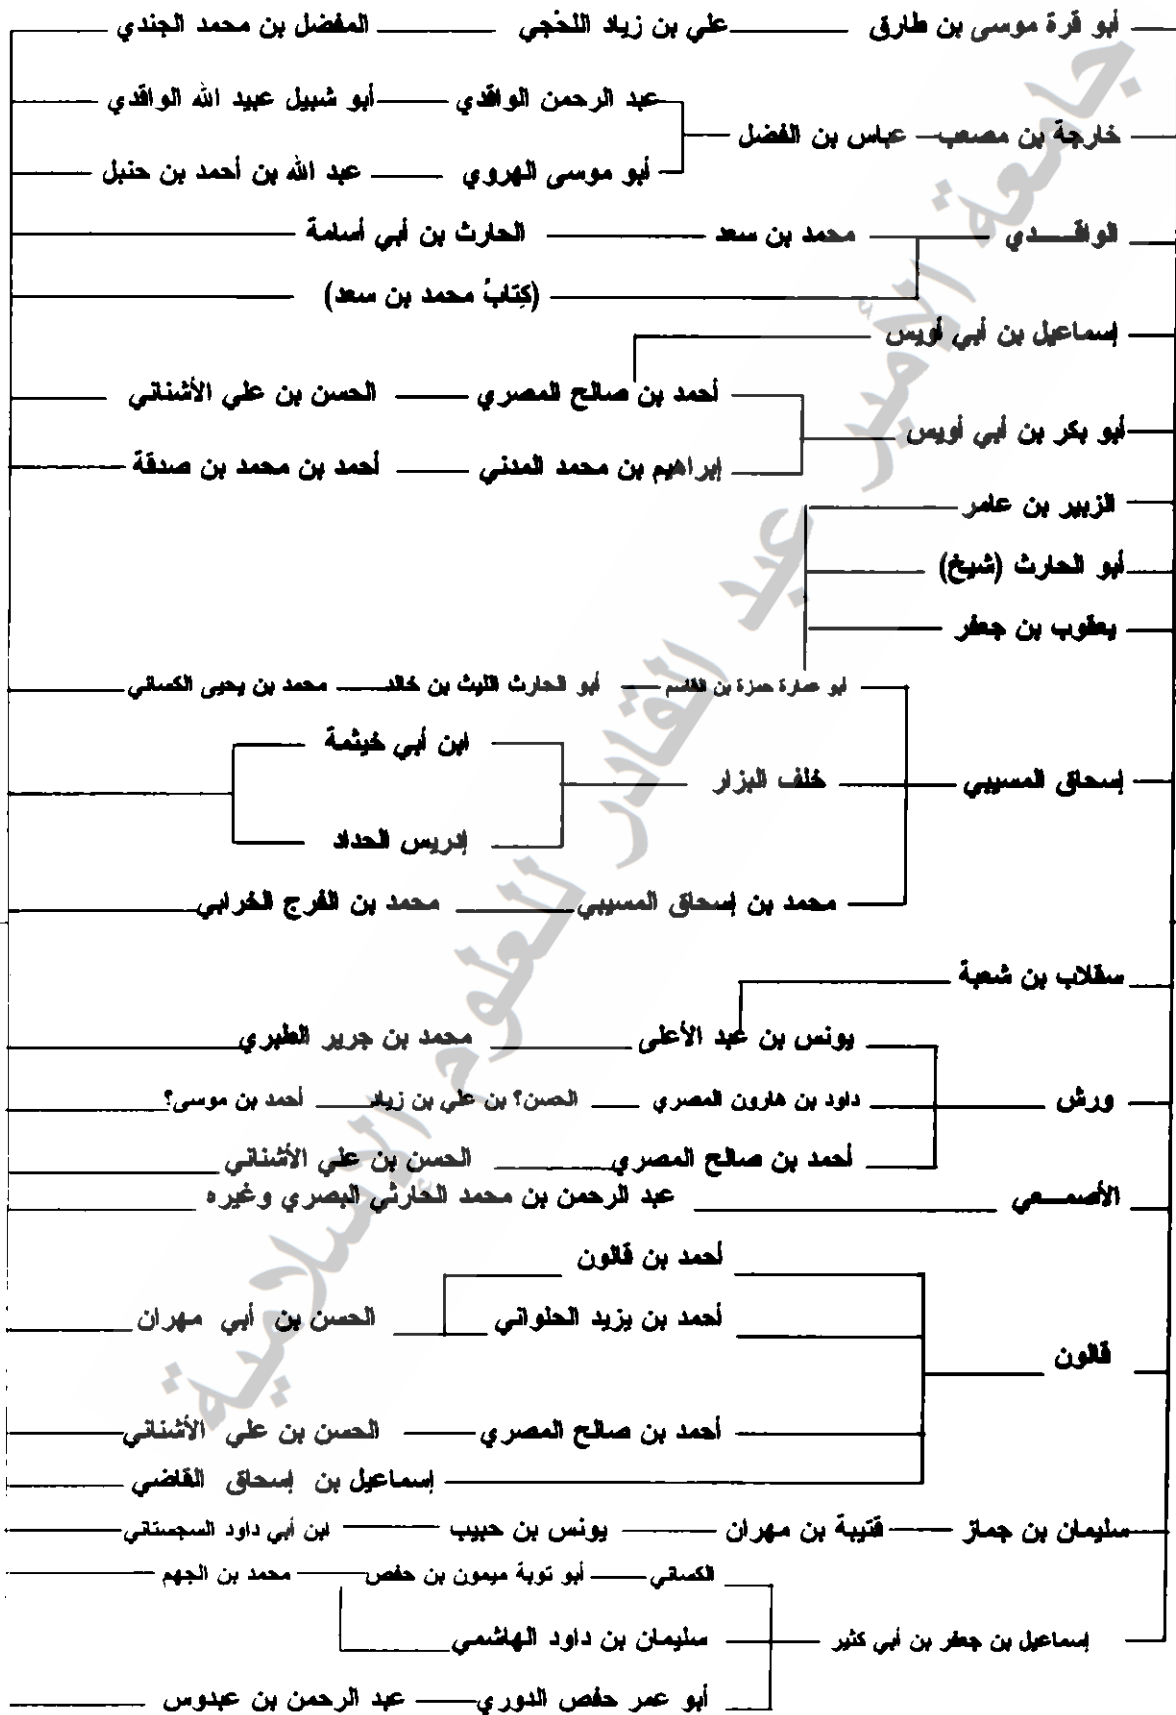 أبو قرة موسى بن طارق علي بن زياد اللخجي المفضل بن محمد الجندي
عبد الرحمن الواقدي أبو شبيل عبيد الله الواقدي
خارجة بن مصعب عباس بن الفضل
أبو موسى الهروي عبد الله بن أحمد بن حنبل
الواقــدي محمد بن سعد الحارث بن أبي أسامة
(كِتابُ محمد بن سعد)
إسماعيل بن أبي أويس
أحمد بن صالح المصري الحسن بن علي الأشناني
أبو بكر بن أبي أويس
إبراهيم بن محمد المدني أحمد بن محمد بن صدقة
الزبير بن عامر
أبو الحارث (شيخ)
يعقوب بن جعفر
أبو عمارة حمزة بن القاسم أبو الحارث الليث بن خالد محمد بن يحيى الكساني
ابن أبي خيثمة
إسحاق المسيبي خلف البزار
إدريس الحداد
محمد بن إسحاق المسيبي محمد بن الفرج الخرابي
سقلاب بن شعبة
يونس بن عبد الأعلى محمد بن جرير الطبري
ورش داود بن هارون المصري الحسن؟ بن علي بن زياد أحمد بن موسى؟
أحمد بن صالح المصري الحسن بن علي الأشناني
الأصمــعي عبد الرحمن بن محمد الحارثي البصري وغيره
أحمد بن قالون
أحمد بن يزيد الحلواني الحسن بن أبي مهران
قالون
أحمد بن صالح المصري الحسن بن علي الأشناني
إسماعيل بن إسحاق القاضي
سليمان بن جماز قتيبة بن مهران يونس بن حبيب ابن أبي داود السجستاني
الكساني أبو توبة ميمون بن حفص محمد بن الجهم
إسماعيل بن جعفر بن أبي كثير سليمان بن داود الهاشمي
أبو عمر حفص الدوري عبد الرحمن بن عبدوس
جامعة الأمير عبد القادر للعلوم الإسلامية